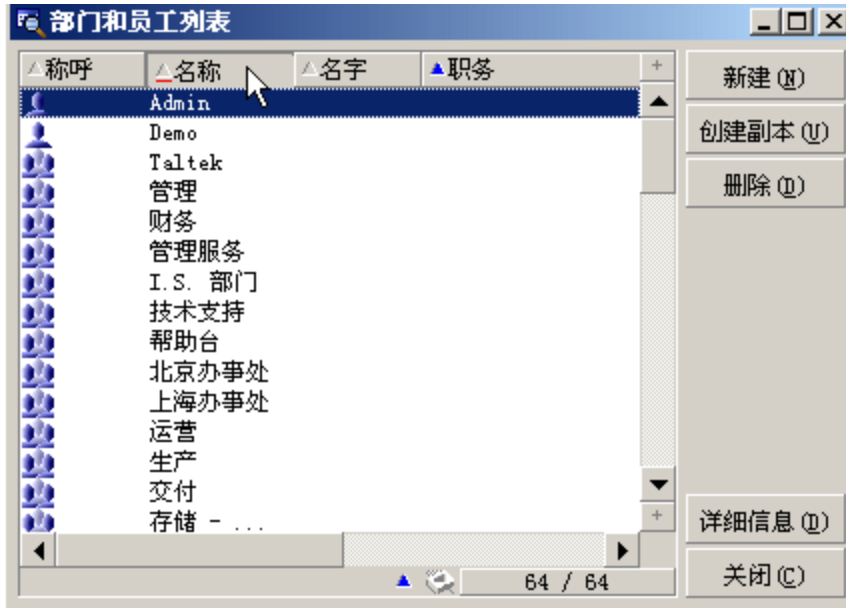 部门和员工列表
称呼 名称 名字 职务 +
新建(N)
Admin
Demo
创建副本(U)
Taltek
管理
删除(D)
财务
管理服务
I.S. 部门
技术支持
帮助台
北京办事处
上海办事处
运营
生产
交付
存储 - ...
+
详细信息(D)
64 / 64
关闭(C)